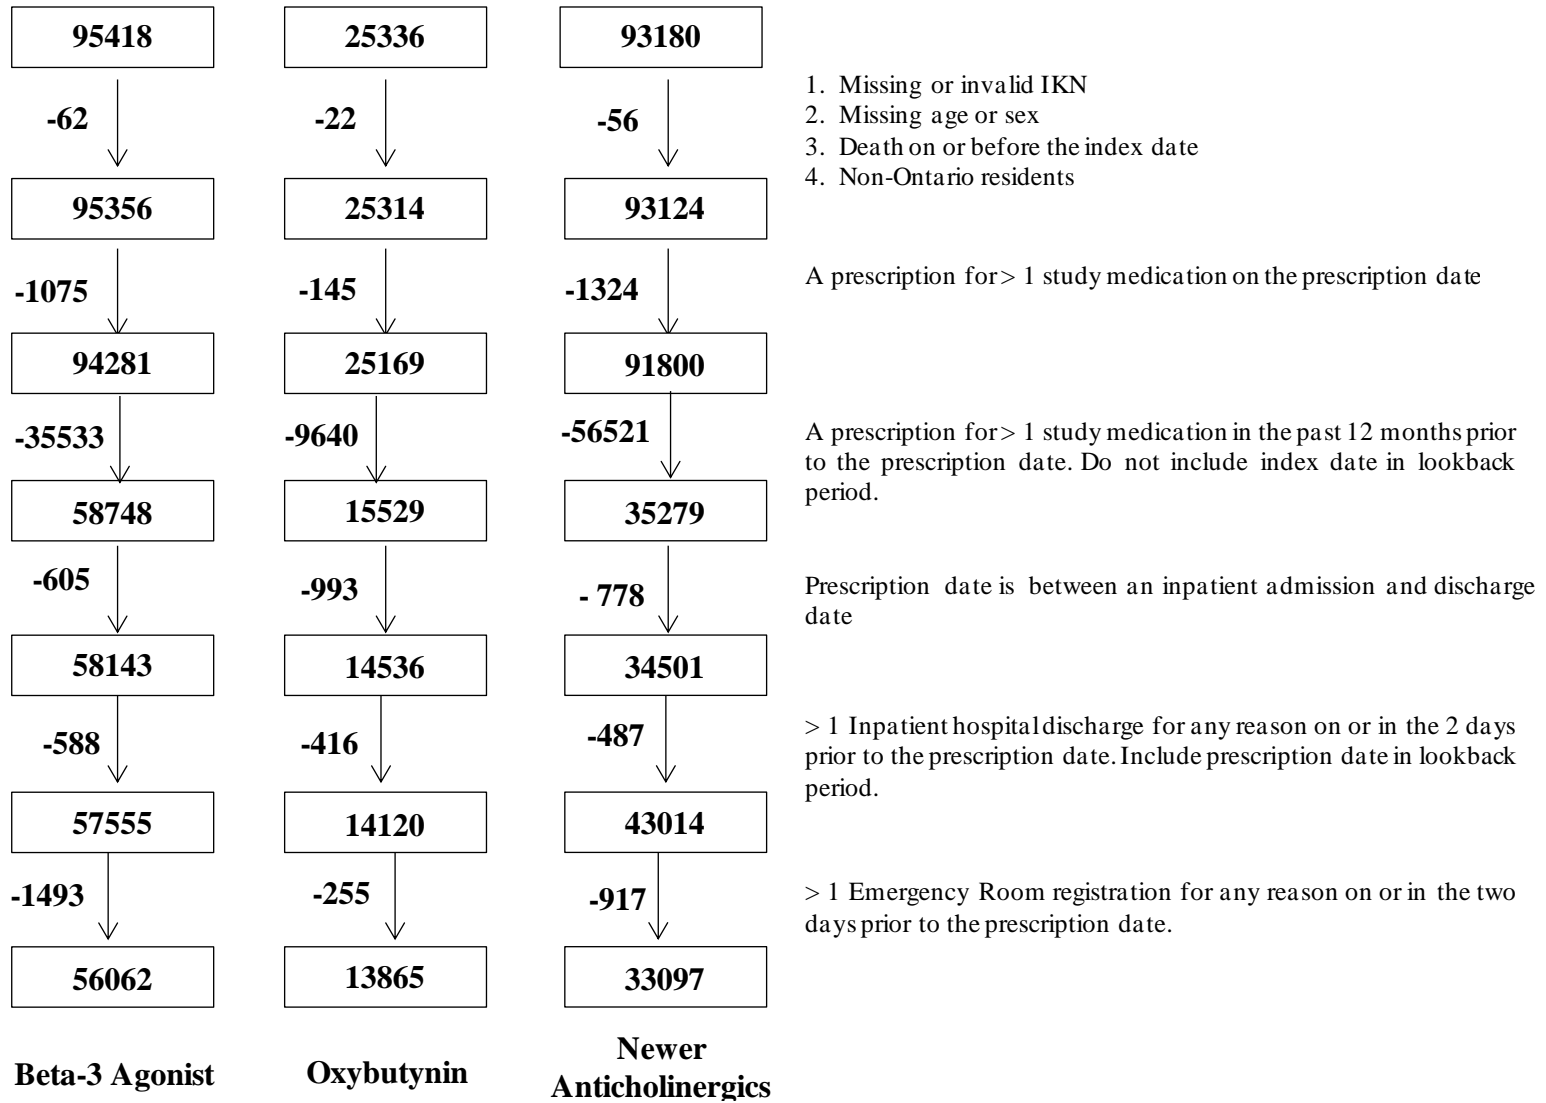 95418 25336 93180
1. Missing or invalid IKN
2. Missing age or sex
3. Death on or before the index date
4. Non-Ontario residents
-62 -22 -56
95356 25314 93124
A prescription for > 1 study medication on the prescription date
-1075 -145 -1324
94281 25169 91800
-35533 -9640 -56521
A prescription for > 1 study medication in the past 12 months prior
to the prescription date. Do not include index date in lookback
period.
58748 15529 35279
-605 -993 - 778
Prescription date is between an inpatient admission and discharge
date
58143 14536 34501
-588 -416 -487
> 1 Inpatient hospital discharge for any reason on or in the 2 days
prior to the prescription date. Include prescription date in lookback
period.
57555 14120 43014
-1493 -255 -917
> 1 Emergency Room registration for any reason on or in the two
days prior to the prescription date.
56062 13865 33097
Beta-3 Agonist
Oxybutynin
Newer
Anticholinergics